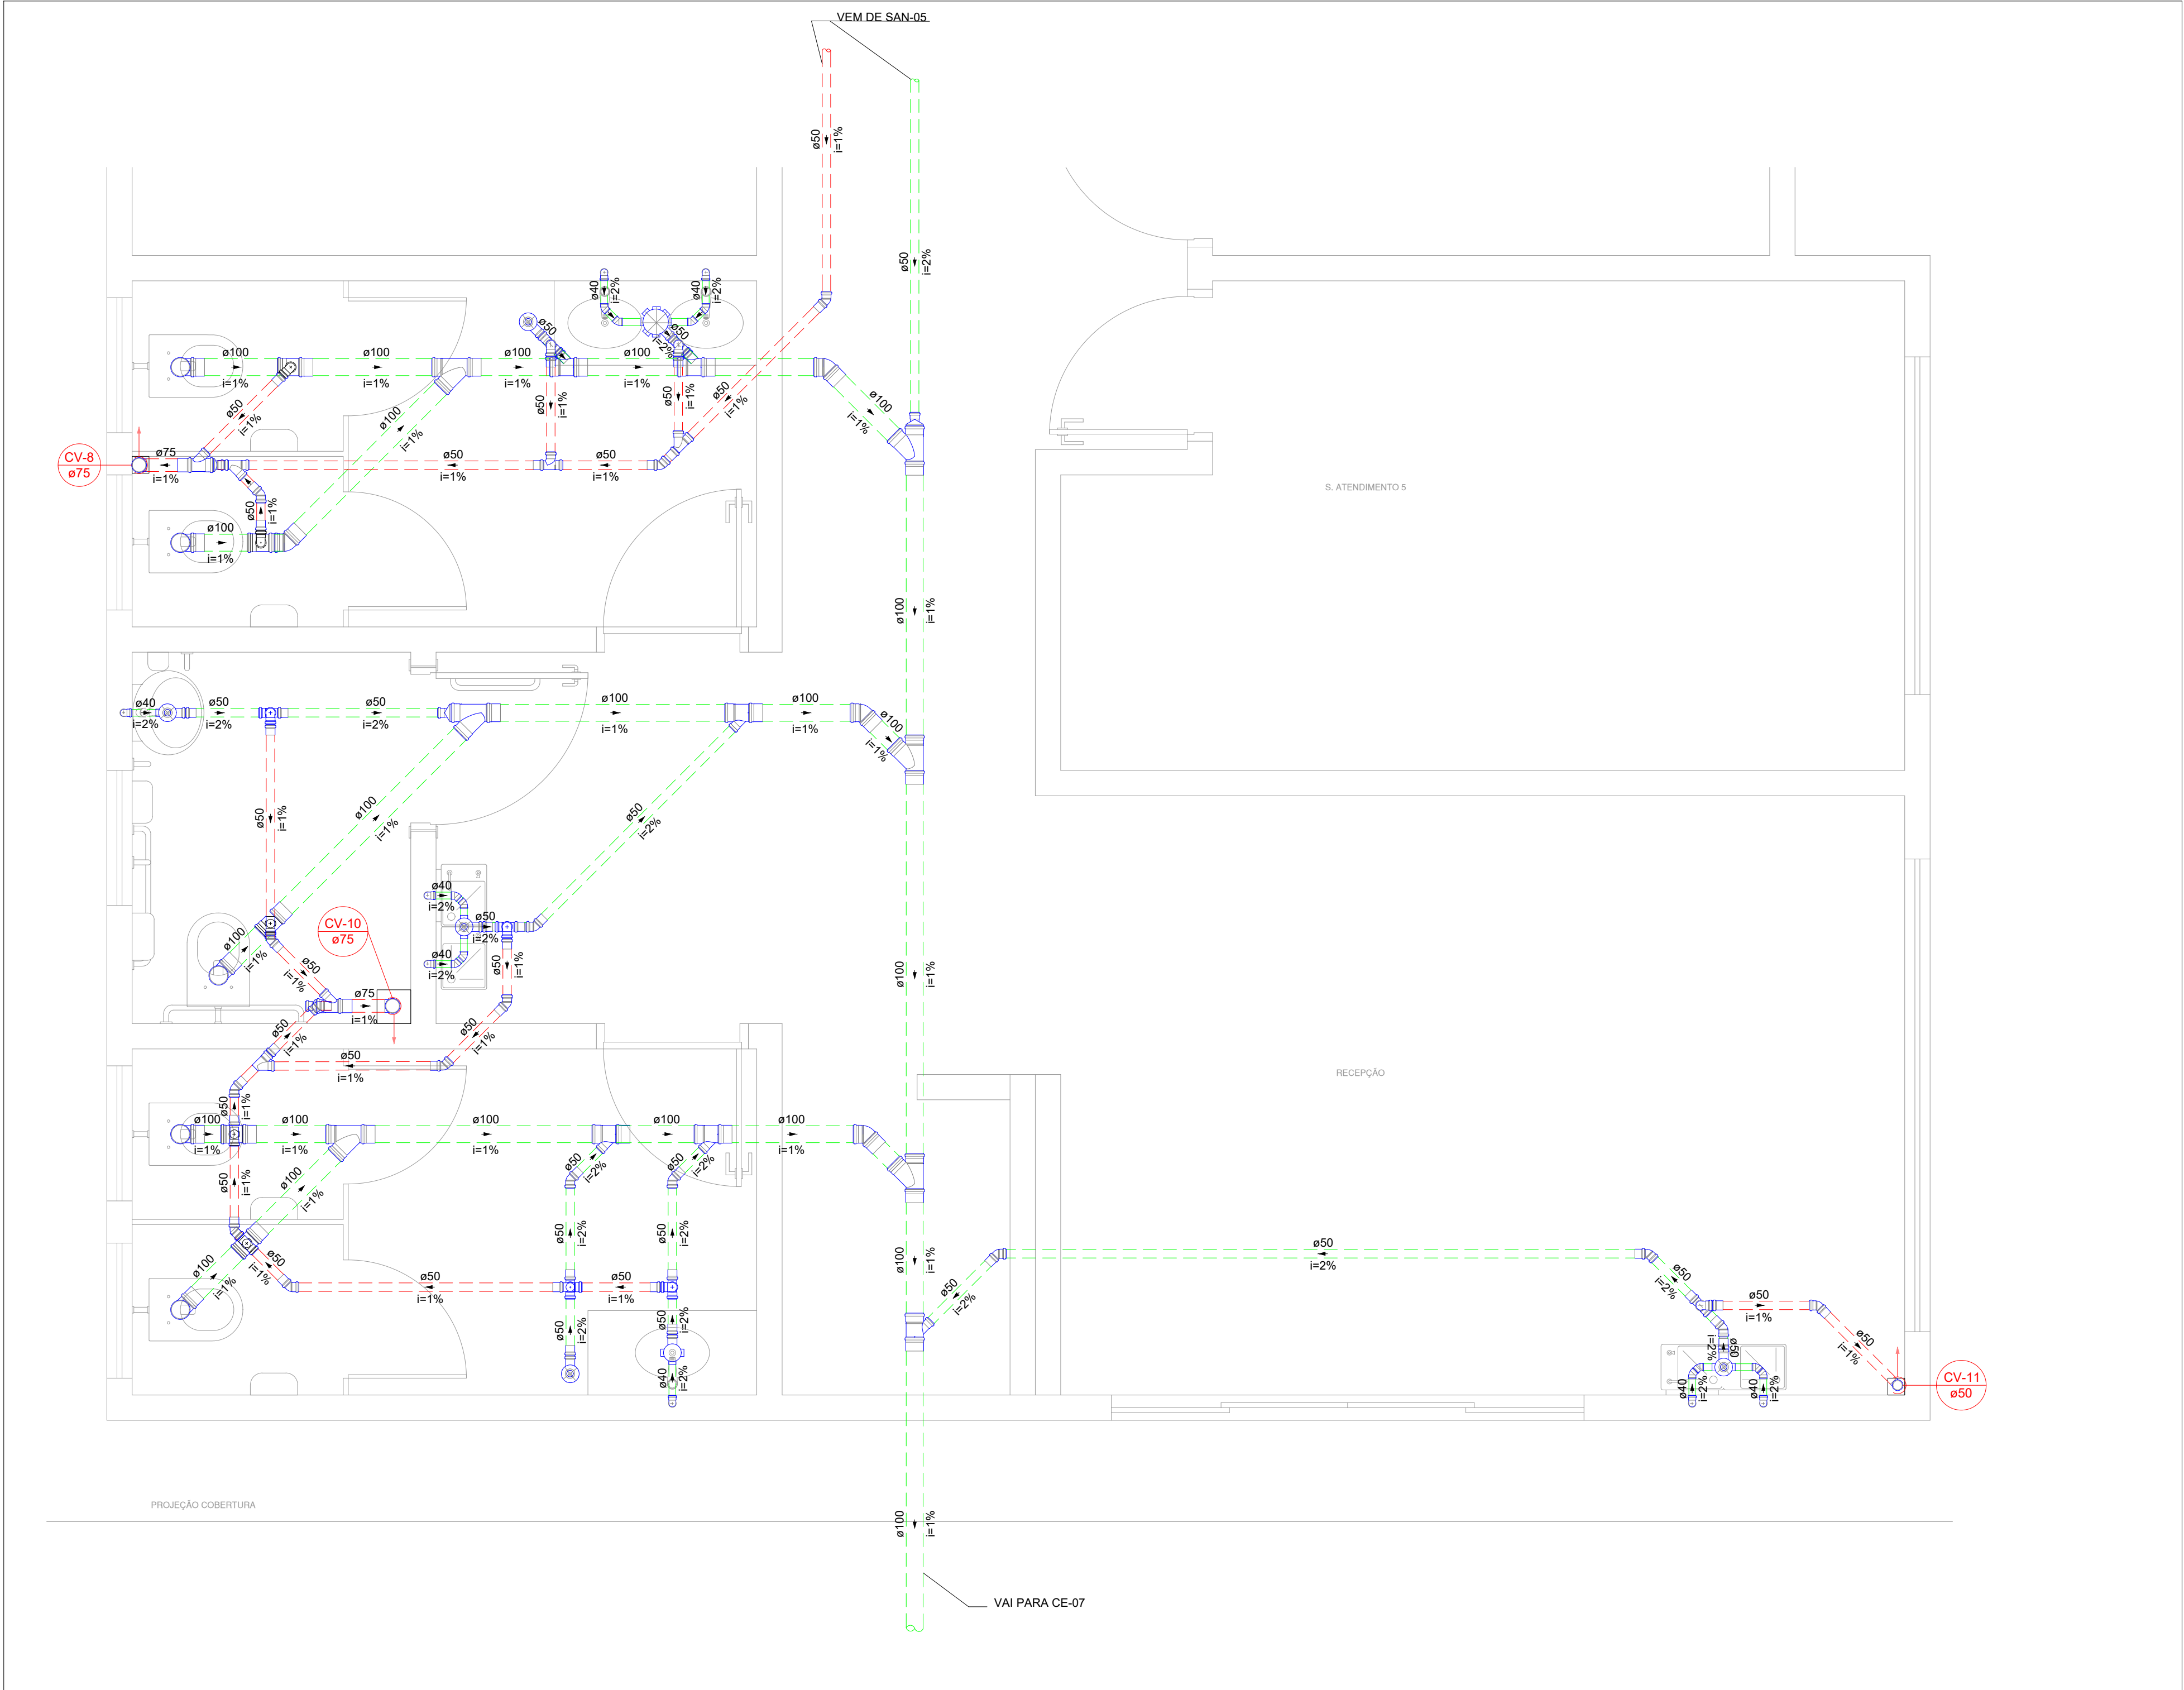 VEM DE SAN-05
ø50
i=1%
ø50
i=2%
ø40
i=2%
ø40
i=2%
ø50
ø50
i=2%
ø100
i=1%
ø100
i=1%
ø100
i=1%
ø100
i=1%
ø50
i=1%
ø100
i=1%
ø50
i=1%
ø100
i=1%
ø50
i=1%
ø50
i=1%
CV-8
ø75
ø75
i=1%
ø50
i=1%
ø50
i=1%
S. ATENDIMENTO 5
ø50
i=1%
ø100
i=1%
ø100
i=1%
ø40
i=2%
ø50
i=2%
ø50
i=2%
ø100
i=1%
ø100
i=1%
ø100
i=1%
ø50
i=1%
ø100
i=1%
ø50
i=2%
ø40
i=2%
ø50
i=2%
ø40
i=2%
CV-10
ø75
ø100
i=1%
ø50
i=1%
ø50
i=1%
ø75
i=1%
ø100
i=1%
ø50
i=1%
ø50
i=1%
ø50
i=1%
RECEPÇÃO
ø50
i=1%
ø100
i=1%
ø100
i=1%
ø100
i=1%
ø100
i=1%
ø100
i=1%
ø50
i=1%
ø100
i=1%
ø50
i=2%
ø50
i=2%
ø100
i=1%
ø50
i=1%
ø50
i=2%
ø50
i=2%
ø100
i=1%
ø50
i=2%
ø50
i=2%
ø50
i=2%
ø50
i=1%
ø50
i=1%
ø50
i=1%
ø50
i=1%
ø50
i=2%
ø50
i=2%
ø40
i=2%
ø50
i=2%
ø40
i=2%
ø40
i=2%
CV-11
ø50
PROJEÇÃO COBERTURA
ø100
i=1%
VAI PARA CE-07